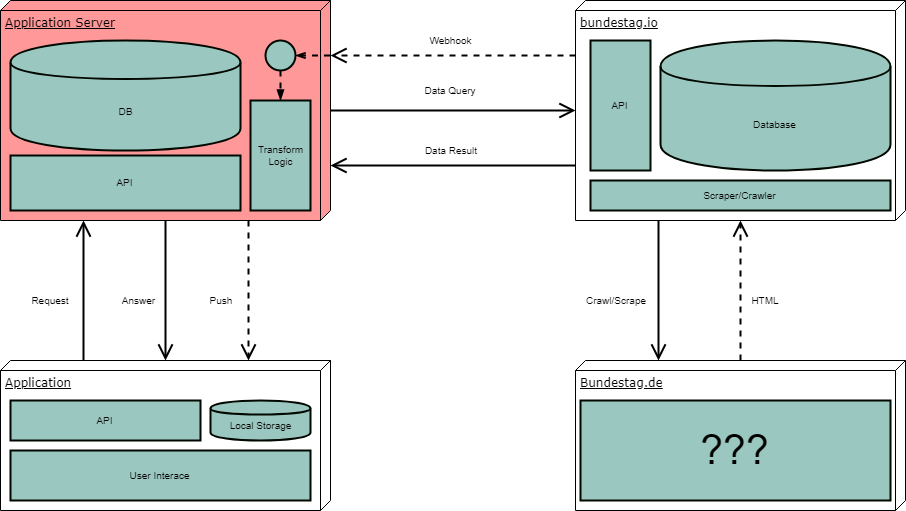 Application Server
DB
API
Transform
Logic
Webhook
Data Query
Data Result
bundestag.io
API
Database
Scraper/Crawler
Request
Answer
Push
Crawl/Scrape
HTML
Application
API
Local Storage
User Interace
Bundestag.de
???